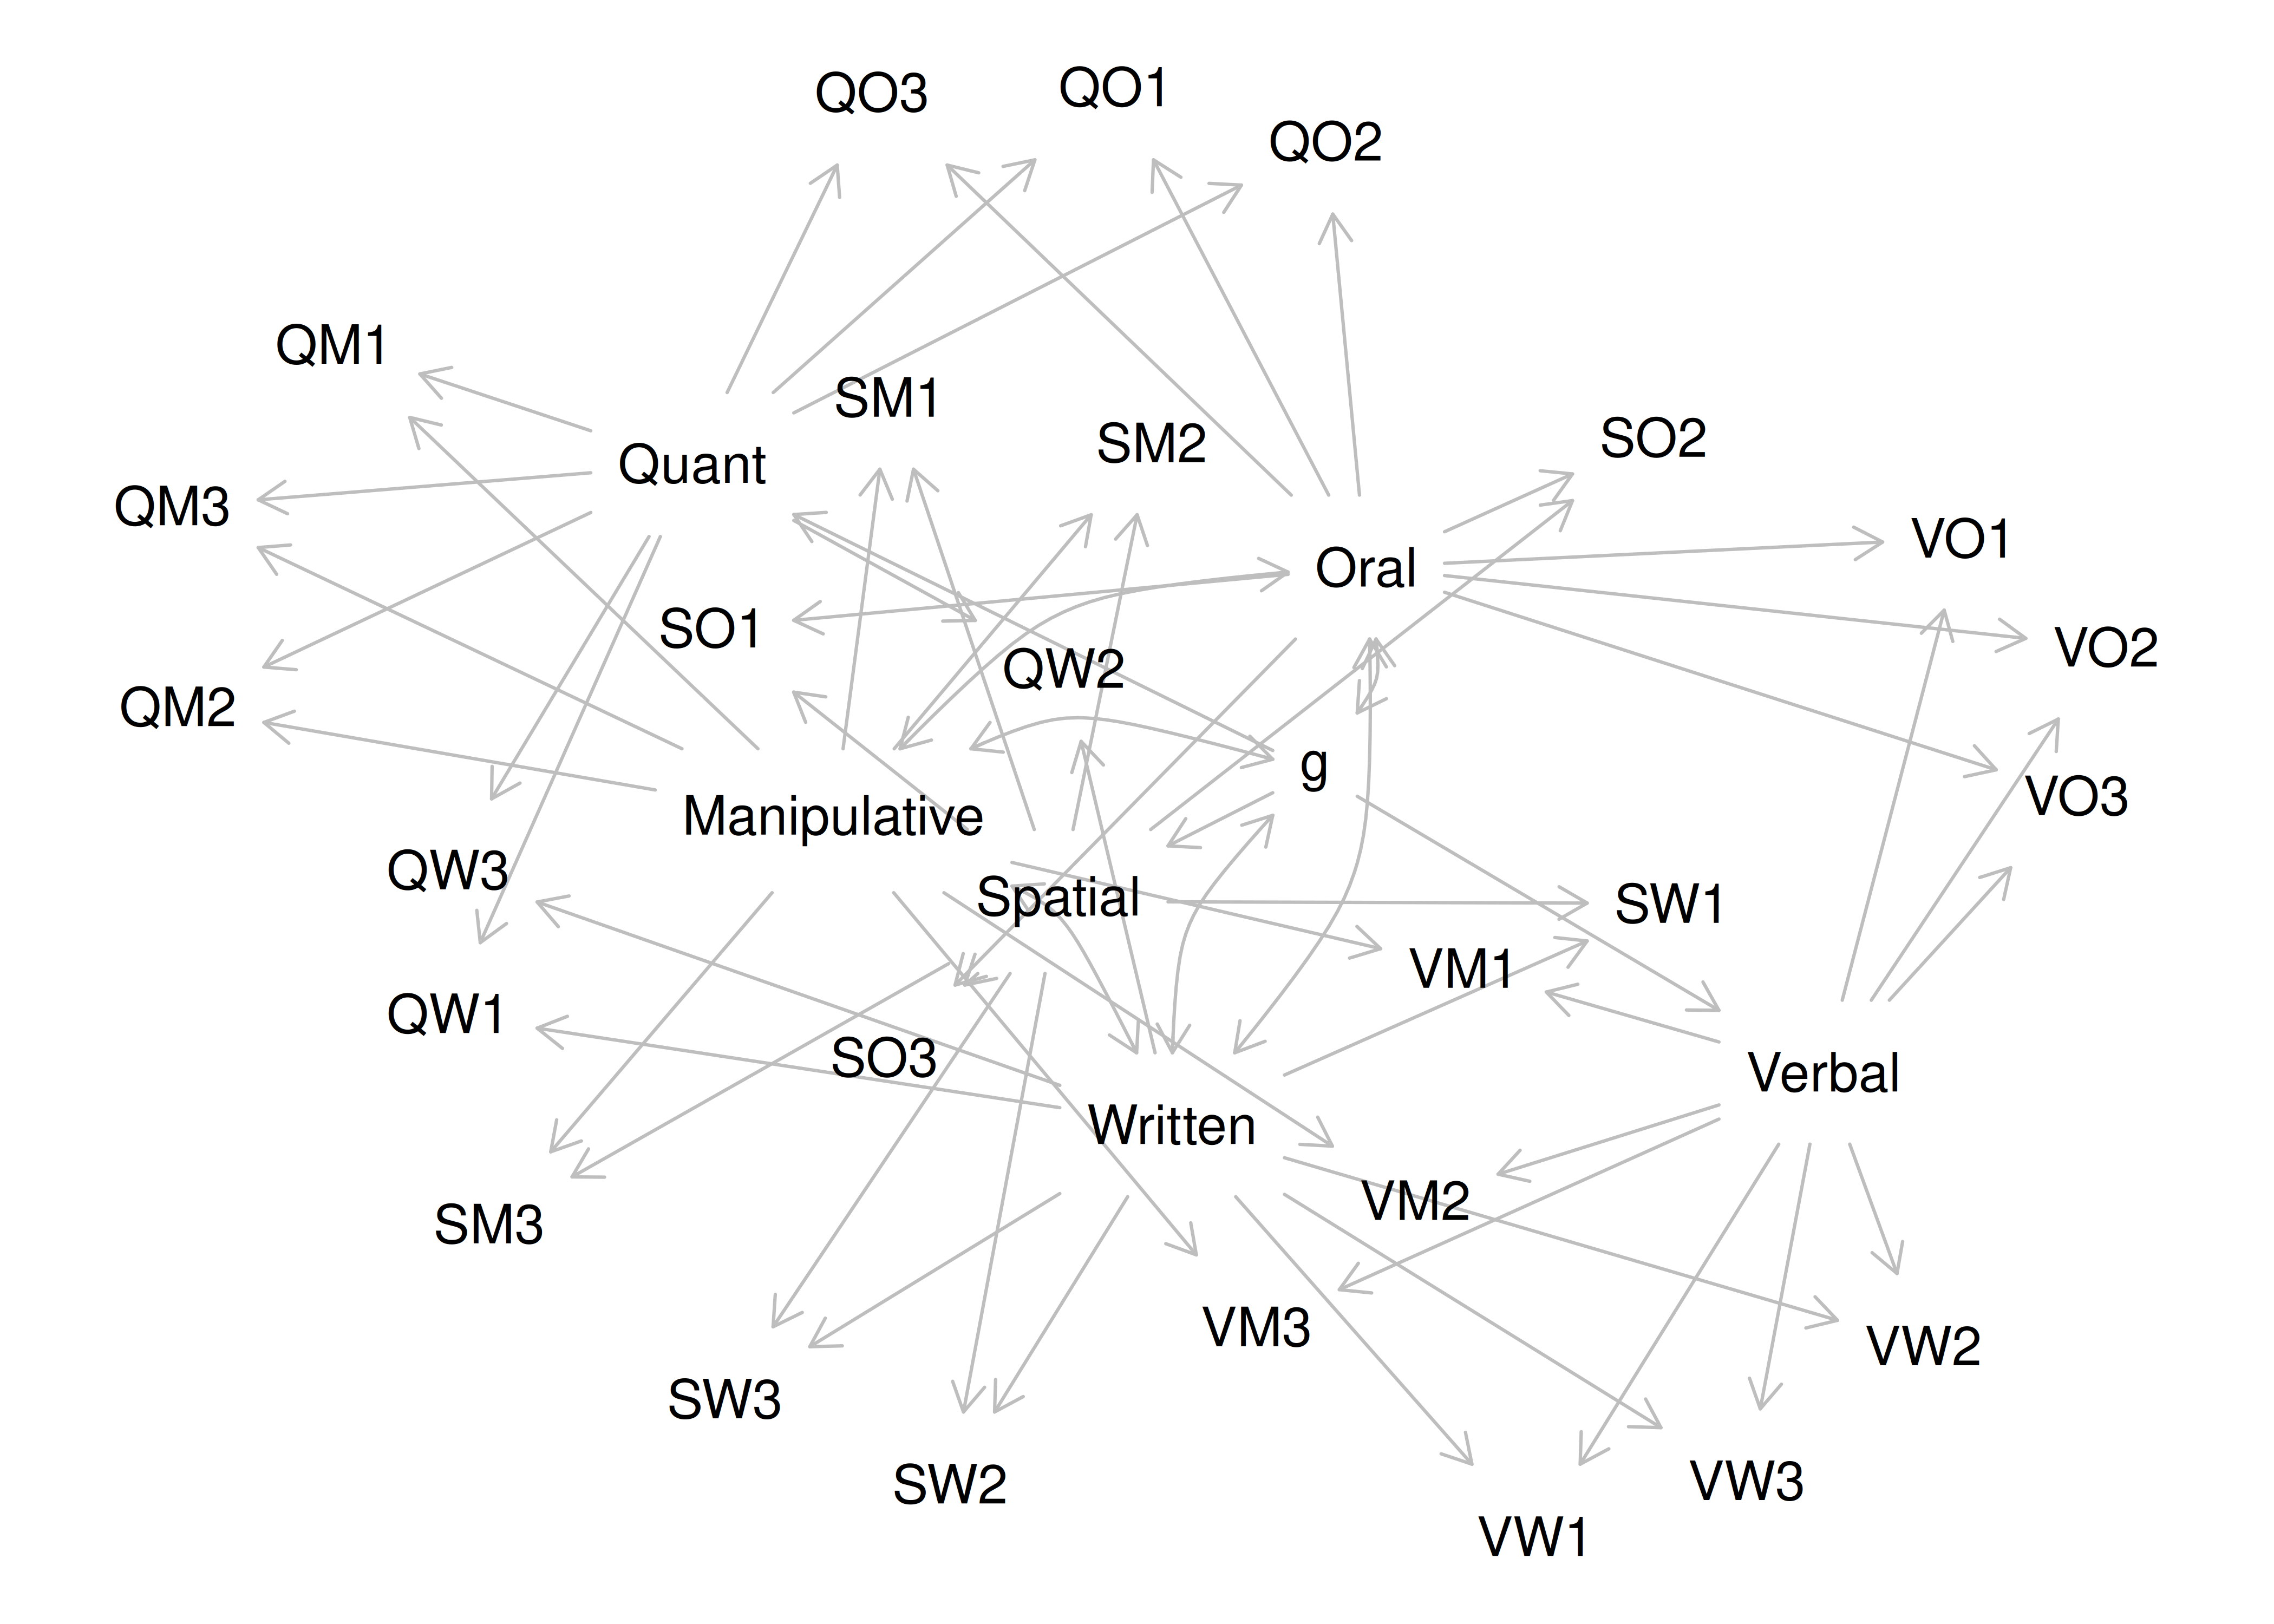 QO3
QO1
QO2
QM1
SM1
SM2
SO2
Quant
QM3
VO1
Oral
SO1
VO2
QW2
QM2
g
VO3
Manipulative
QW3
Spatial
SW1
VM1
QW1
SO3
Verbal
Written
VM2
SM3
VM3
VW2
SW3
SW2
VW3
VW1